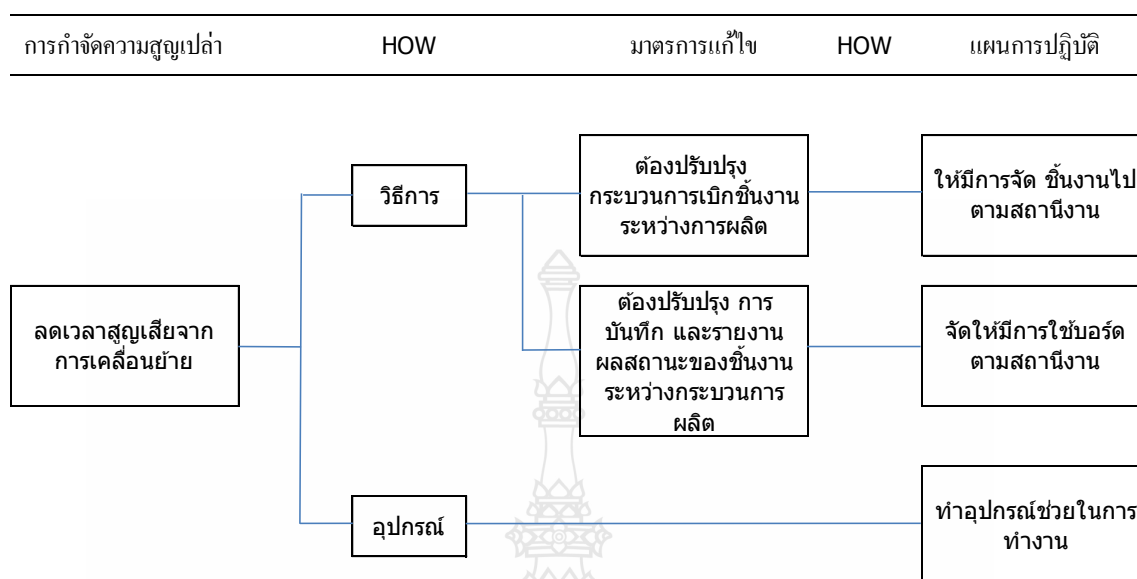 การกำจัดความสูญเปล่า HOW มาตรการแก้ไข HOW แผนการปฏิบัติ
วิธีการ
ต้องปรับปรุง
กระบวนการเบิกชิ้นงาน
ระหว่างการผลิต
ให้มีการจัด ชิ้นงานไป
ตามสถานีงาน
ลดเวลาสูญเสียจาก
การเคลื่อนย้าย
ต้องปรับปรุง การ
บันทึก และรายงาน
ผลสถานะของชิ้นงาน
ระหว่างกระบวนการ
ผลิต
จัดให้มีการใช้บอร์ด
ตามสถานีงาน
อุปกรณ์
ทำอุปกรณ์ช่วยในการ
ทำงาน